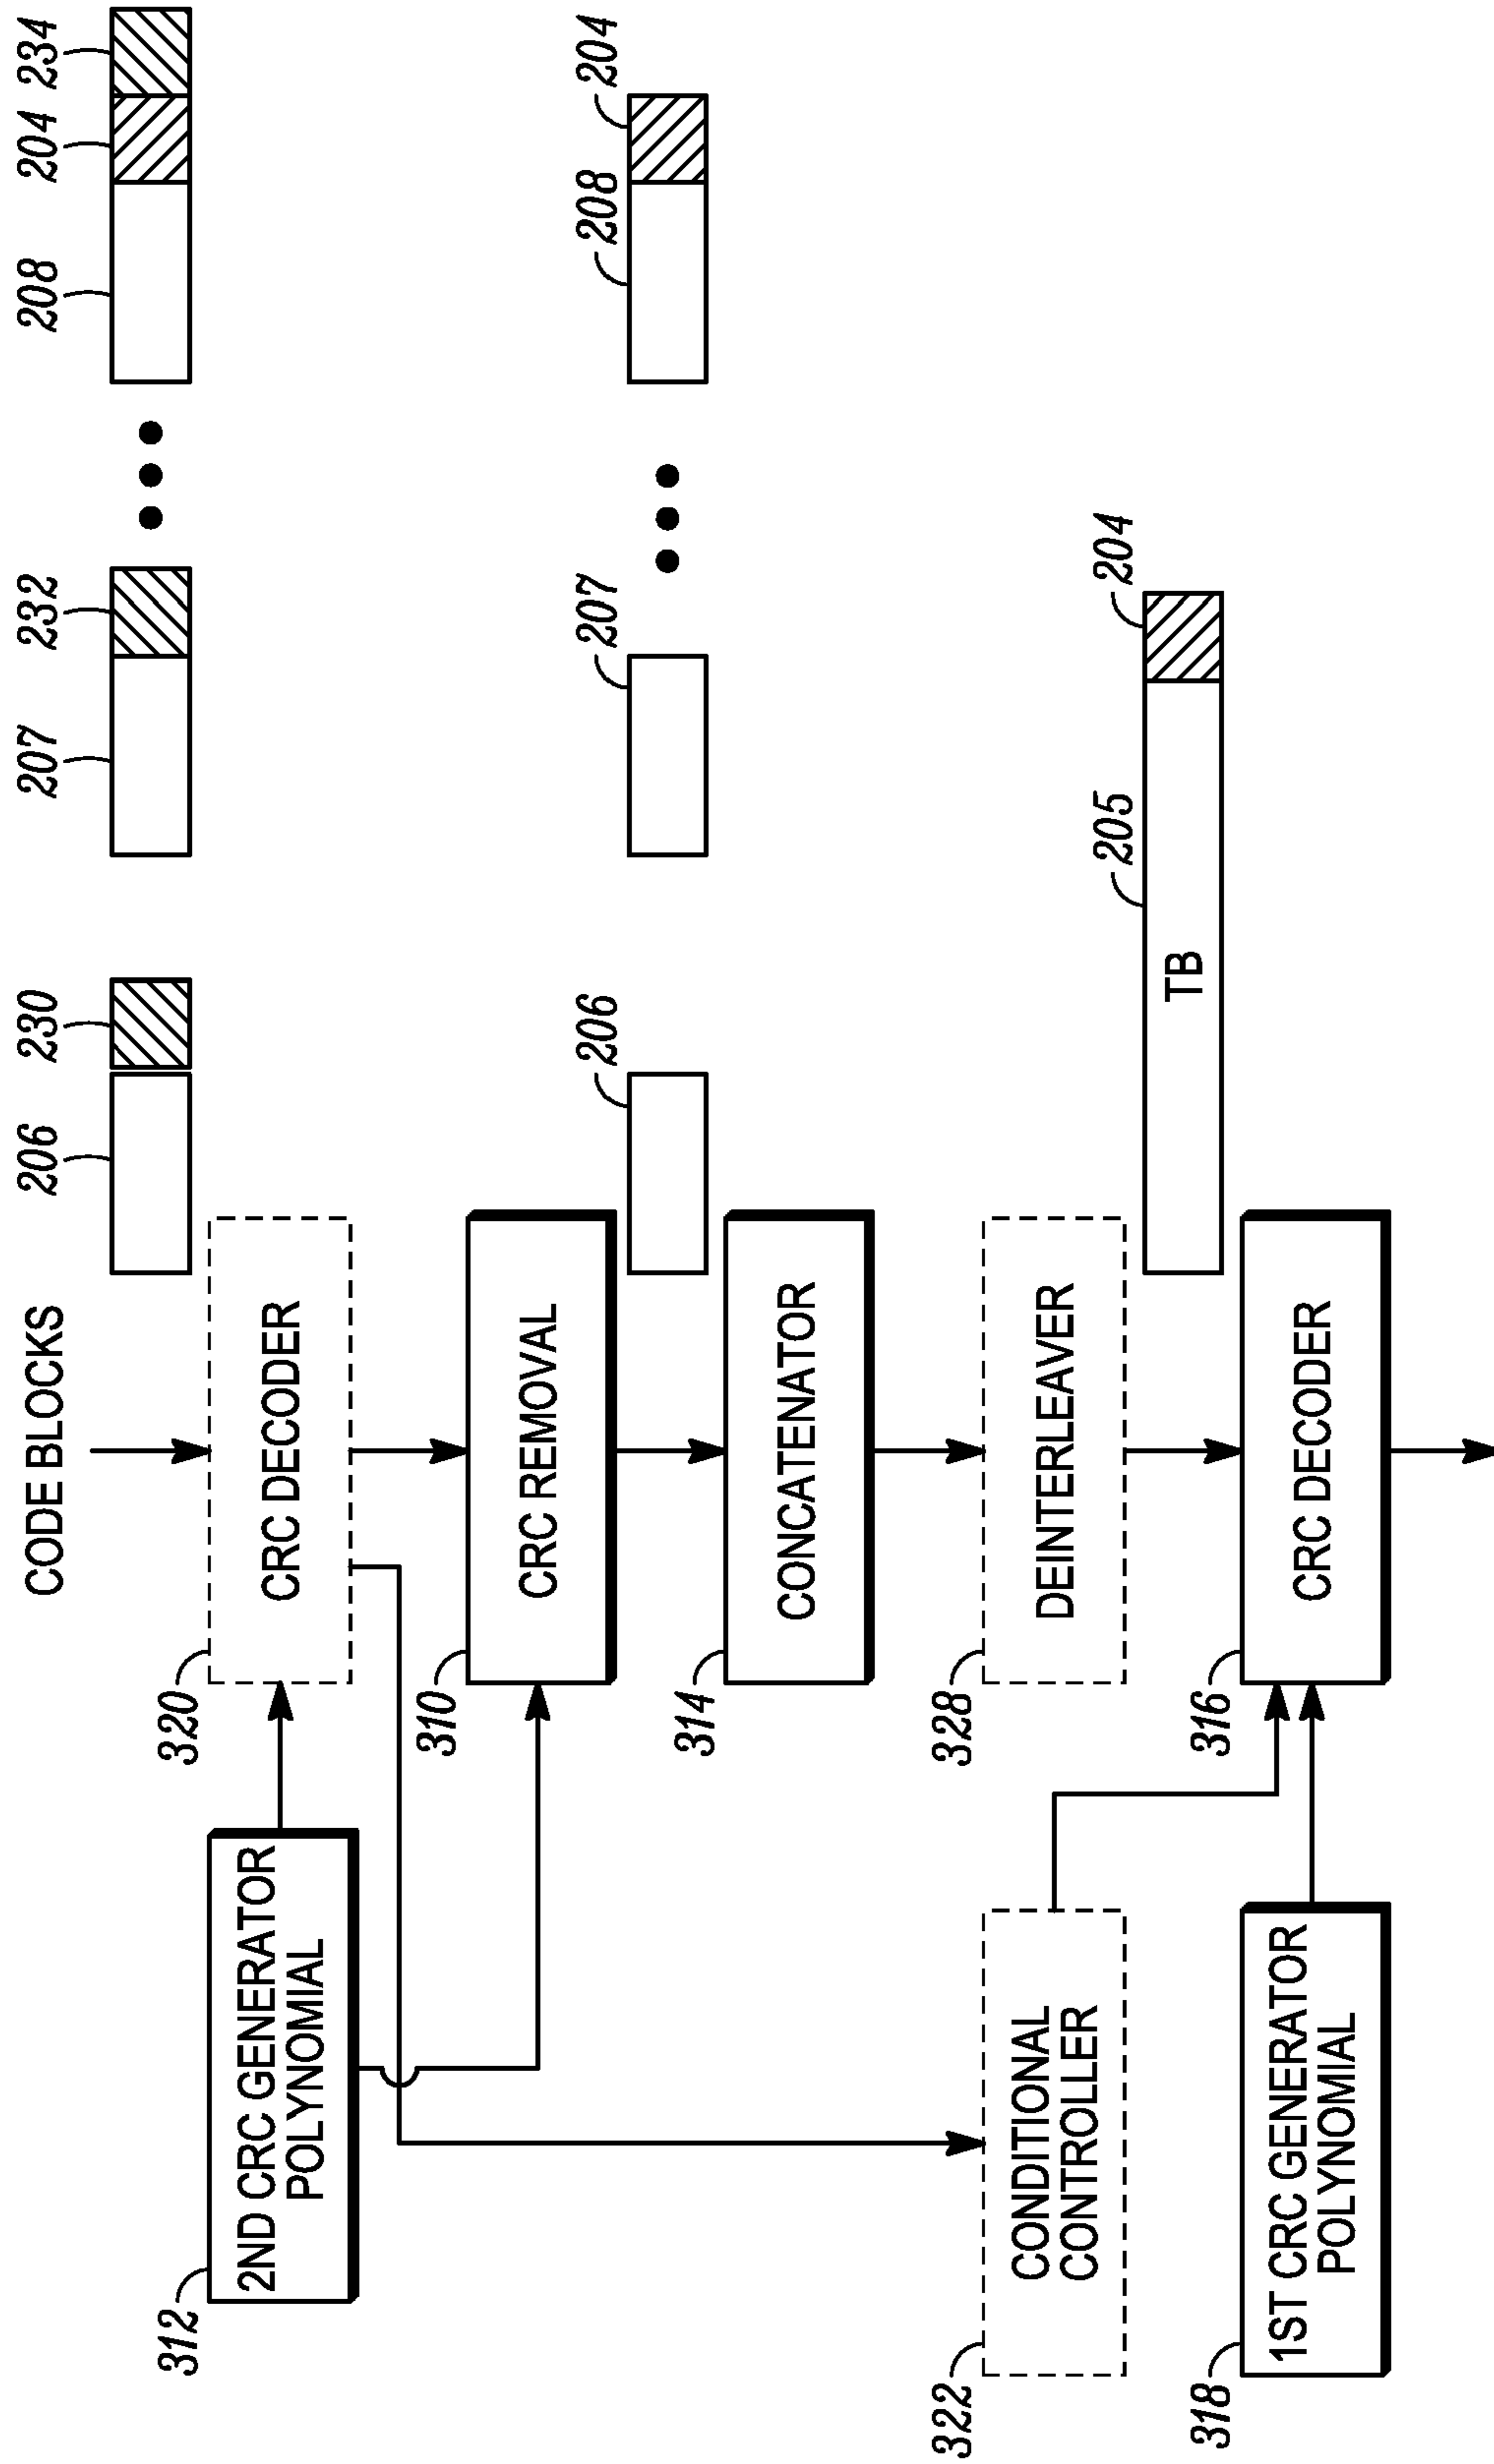 CODE BLOCKS
206
230
207
232
208
204
234
312
2ND CRC GENERATOR
POLYNOMIAL
320
CRC DECODER
310
CRC REMOVAL
206
207
208
204
314
CONCATENATOR
322
CONDITIONAL
CONTROLLER
328
DEINTERLEAVER
205
204
TB
318
1ST CRC GENERATOR
POLYNOMIAL
316
CRC DECODER